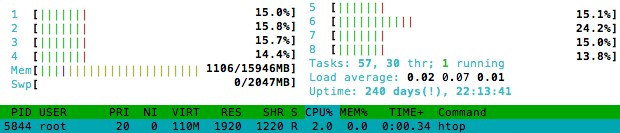 1 [||||||| 15.0%]
2 [||||||| 15.8%]
3 [||||||| 15.7%]
4 [||||||| 14.4%]
Mem[|||||||||||||||||||||||| 1106/15946MB]
Swp[ 0/2047MB]
5 [||||||| 15.1%]
6 [||||||||||| 24.2%]
7 [||||||| 15.0%]
8 [||||||| 13.8%]
Tasks: 57, 30 thr; 1 running
Load average: 0.02 0.07 0.01
Uptime: 240 days(!), 22:13:41
PID USER PRI NI VIRT RES SHR S CPU% MEM% TIME+ Command
5844 root 20 0 110M 1920 1220 R 2.0 0.0 0:00.34 htop